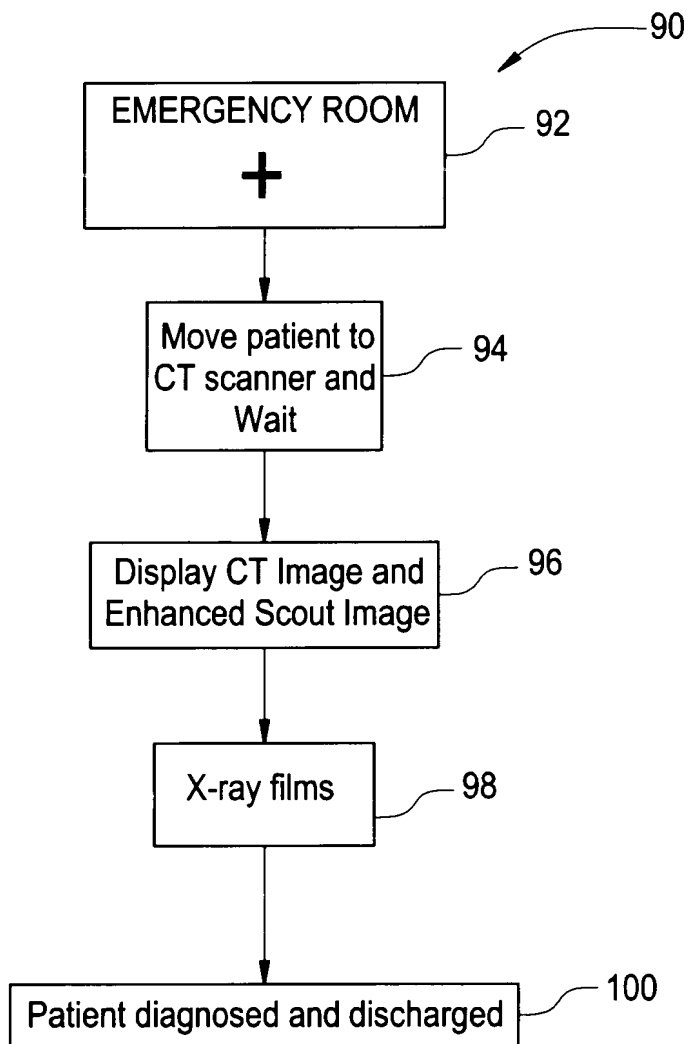 90
EMERGENCY ROOM
92
Move patient to
CT scanner and
Wait
94
Display CT Image and
Enhanced Scout Image
96
X-ray films
98
Patient diagnosed and discharged
100